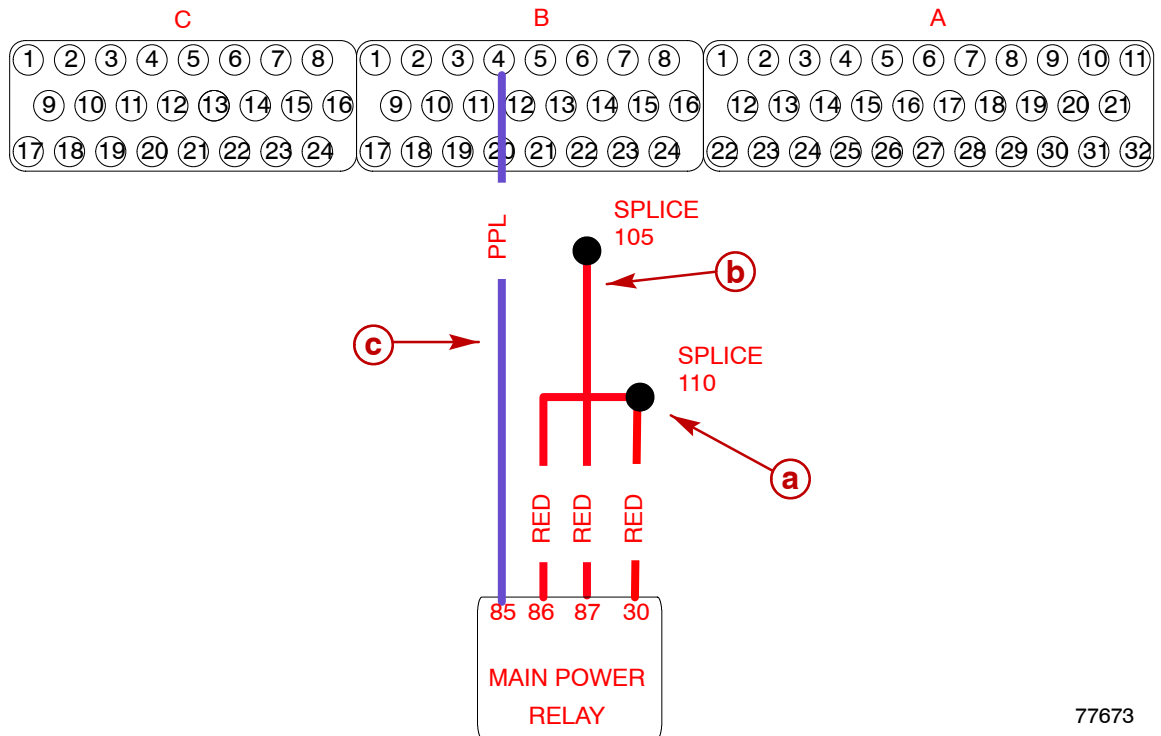 C B A
1 2 3 4 5 6 7 8 1 2 3 4 5 6 7 8 1 2 3 4 5 6 7 8 9 10 11
9 10 11 12 13 14 15 16 9 10 11 12 13 14 15 16 12 13 14 15 16 17 18 19 20 21
17 18 19 20 21 22 23 24 17 18 19 20 21 22 23 24 22 23 24 25 26 27 28 29 30 31 32
PPL
SPLICE
105
b
c
SPLICE
110
a
RED RED RED
85 86 87 30
MAIN POWER
RELAY
77673